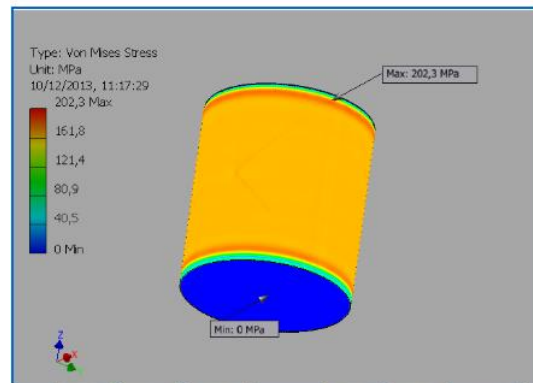 Type: Von Mises Stress
Unit: MPa
10/12/2013, 11:17:29
202,3 Max
161,8
121,4
80,9
40,5
0 Min
Max: 202,3 MPa
Min: 0 MPa
Z
X